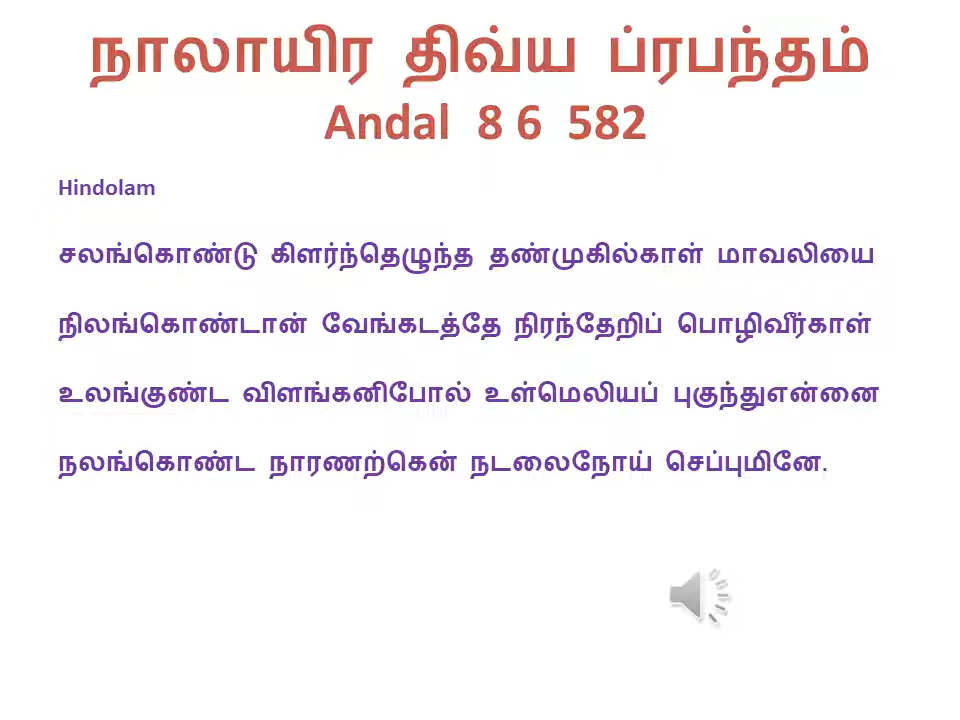 நாலாயிர திவ்ய ப்ரபந்தம்
Andal 8 6 582
Hindolam
சலங்கொண்டு கிளர்ந்தெழுந்த தண்முகில்காள் மாவலியை
நிலங்கொண்டான் வேங்கடத்தே நிரந்தேறிப் பொழிவீர்காள்
உலங்குண்ட விளங்கனிபோல் உள்மெலியப் புகுந்துஎன்னை
நலங்கொண்ட நாரணற்கென் நடலைநோய் செப்புமினே.